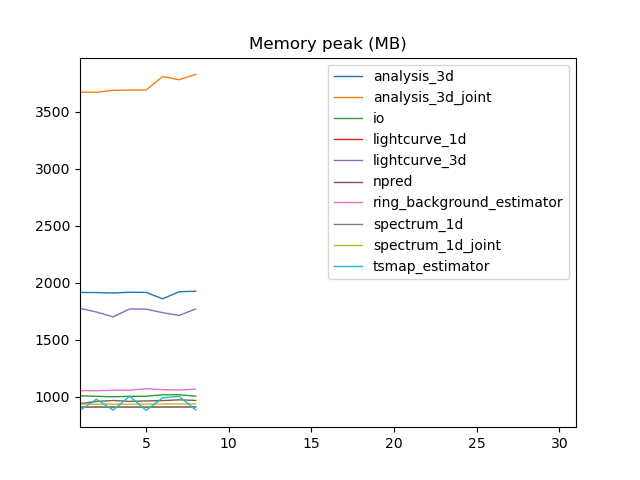 Memory peak (MB)
analysis_3d
analysis_3d_joint
io
lightcurve_1d
lightcurve_3d
npred
ring_background_estimator
spectrum_1d
spectrum_1d_joint
tsmap_estimator
3500
3000
2500
2000
1500
1000
5 10 15 20 25 30